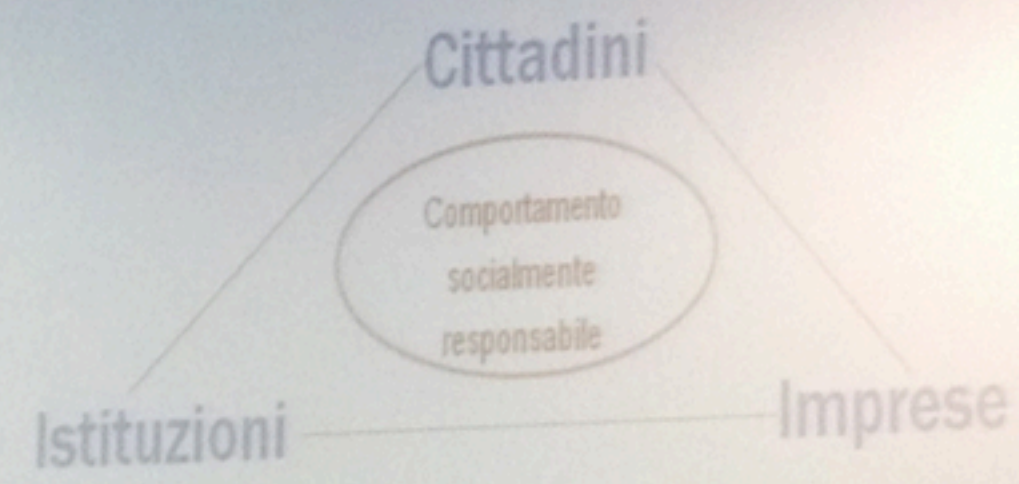 Cittadini
Comportamento
socialmente
responsabile
Istituzioni
Imprese